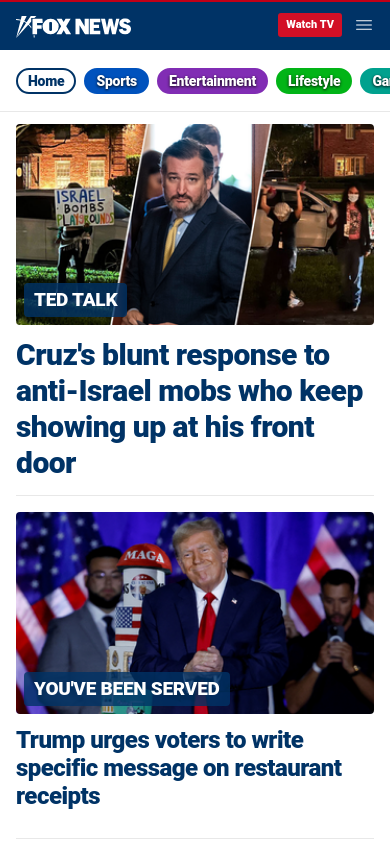 FOX NEWS
Watch TV
Home
Sports
Entertainment
Lifestyle
Ga
ISRAEL
BOMBS
PLAYGROUNDS
TED TALK
Cruz's blunt response to
anti-Israel mobs who keep
showing up at his front
door
MAGA
YOU'VE BEEN SERVED
Trump urges voters to write
specific message on restaurant
receipts